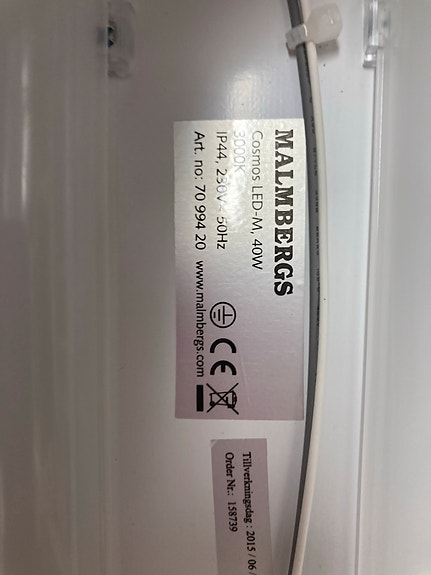 MALMBERGS
Cosmos LED-M, 40W
3000K
IP44, 230V~ 50Hz
Art. no: 70 994 20 www.malmbergs.com
CE
Tillverkningsdag : 2015 / 06 /
Order Nr.: 158739